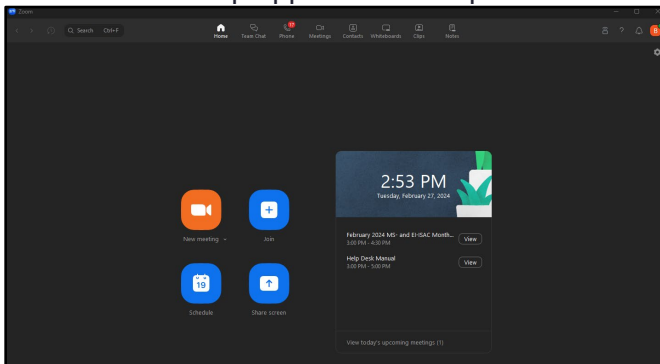 Zoom
Search Ctrl+F
Home
Team Chat
17
Phone
Meetings
Contacts
Whiteboards
Clips
Notes
B
2:53 PM
Tuesday, February 27, 2024
New meeting
Join
February 2024 MS- and EHSAC Month...
3:00 PM - 4:30 PM
View
Help Desk Manual
3:00 PM - 5:00 PM
View
19
Schedule
Share screen
View today's upcoming meetings (1)